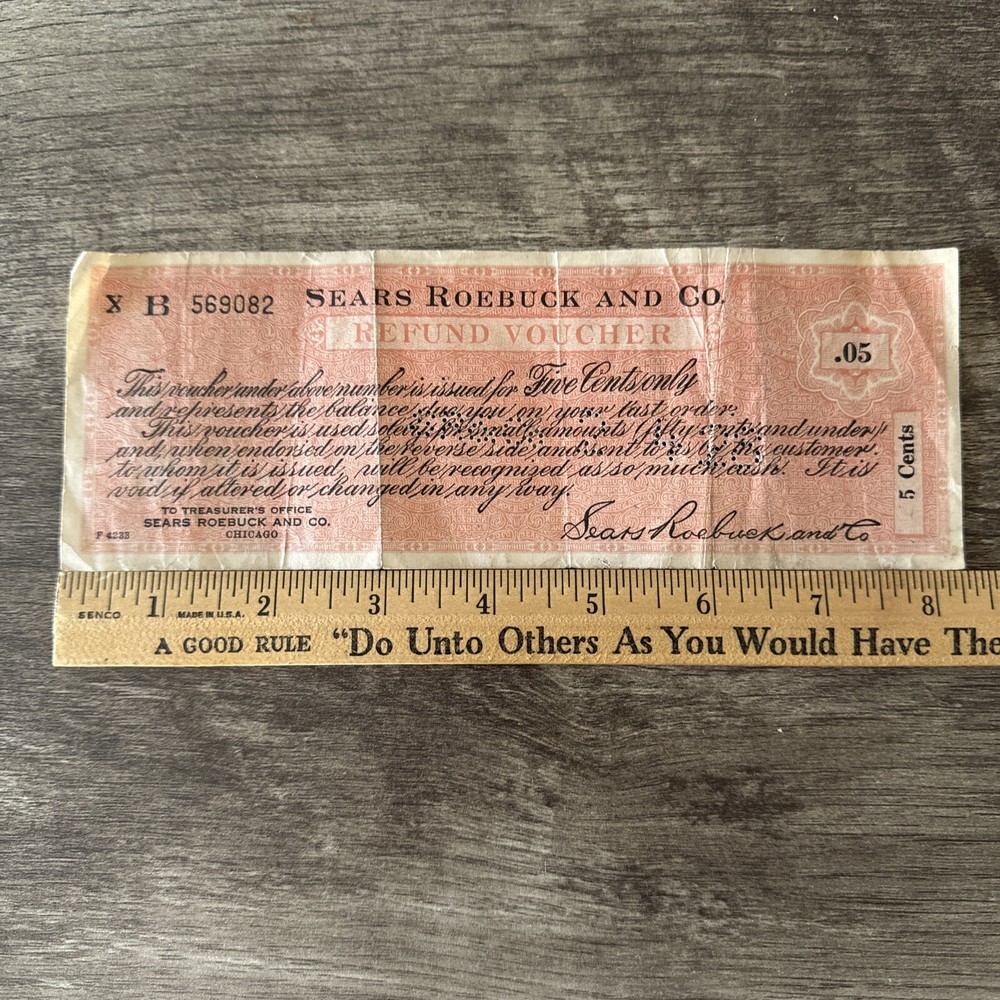 X B 569082 SEARS ROEBUCK AND CO.
REFUND VOUCHER
.05
This voucher under above number is issued for Five Cents only
and represents the balance due you on your last order.
This voucher is used solely for small amounts (fifty cents and under)
and, when endorsed on the reverse side and sent to us by the customer
to whom it is issued, will be recognized as so much cash. It is
void if altered or changed in any way.
5 Cents
TO TREASURER'S OFFICE
SEARS ROEBUCK AND CO.
CHICAGO
F 4233
Sears Roebuck and Co
1 2 3 4 5 6 7 8
SENCO MADE IN U.S.A.
A GOOD RULE "Do Unto Others As You Would Have The